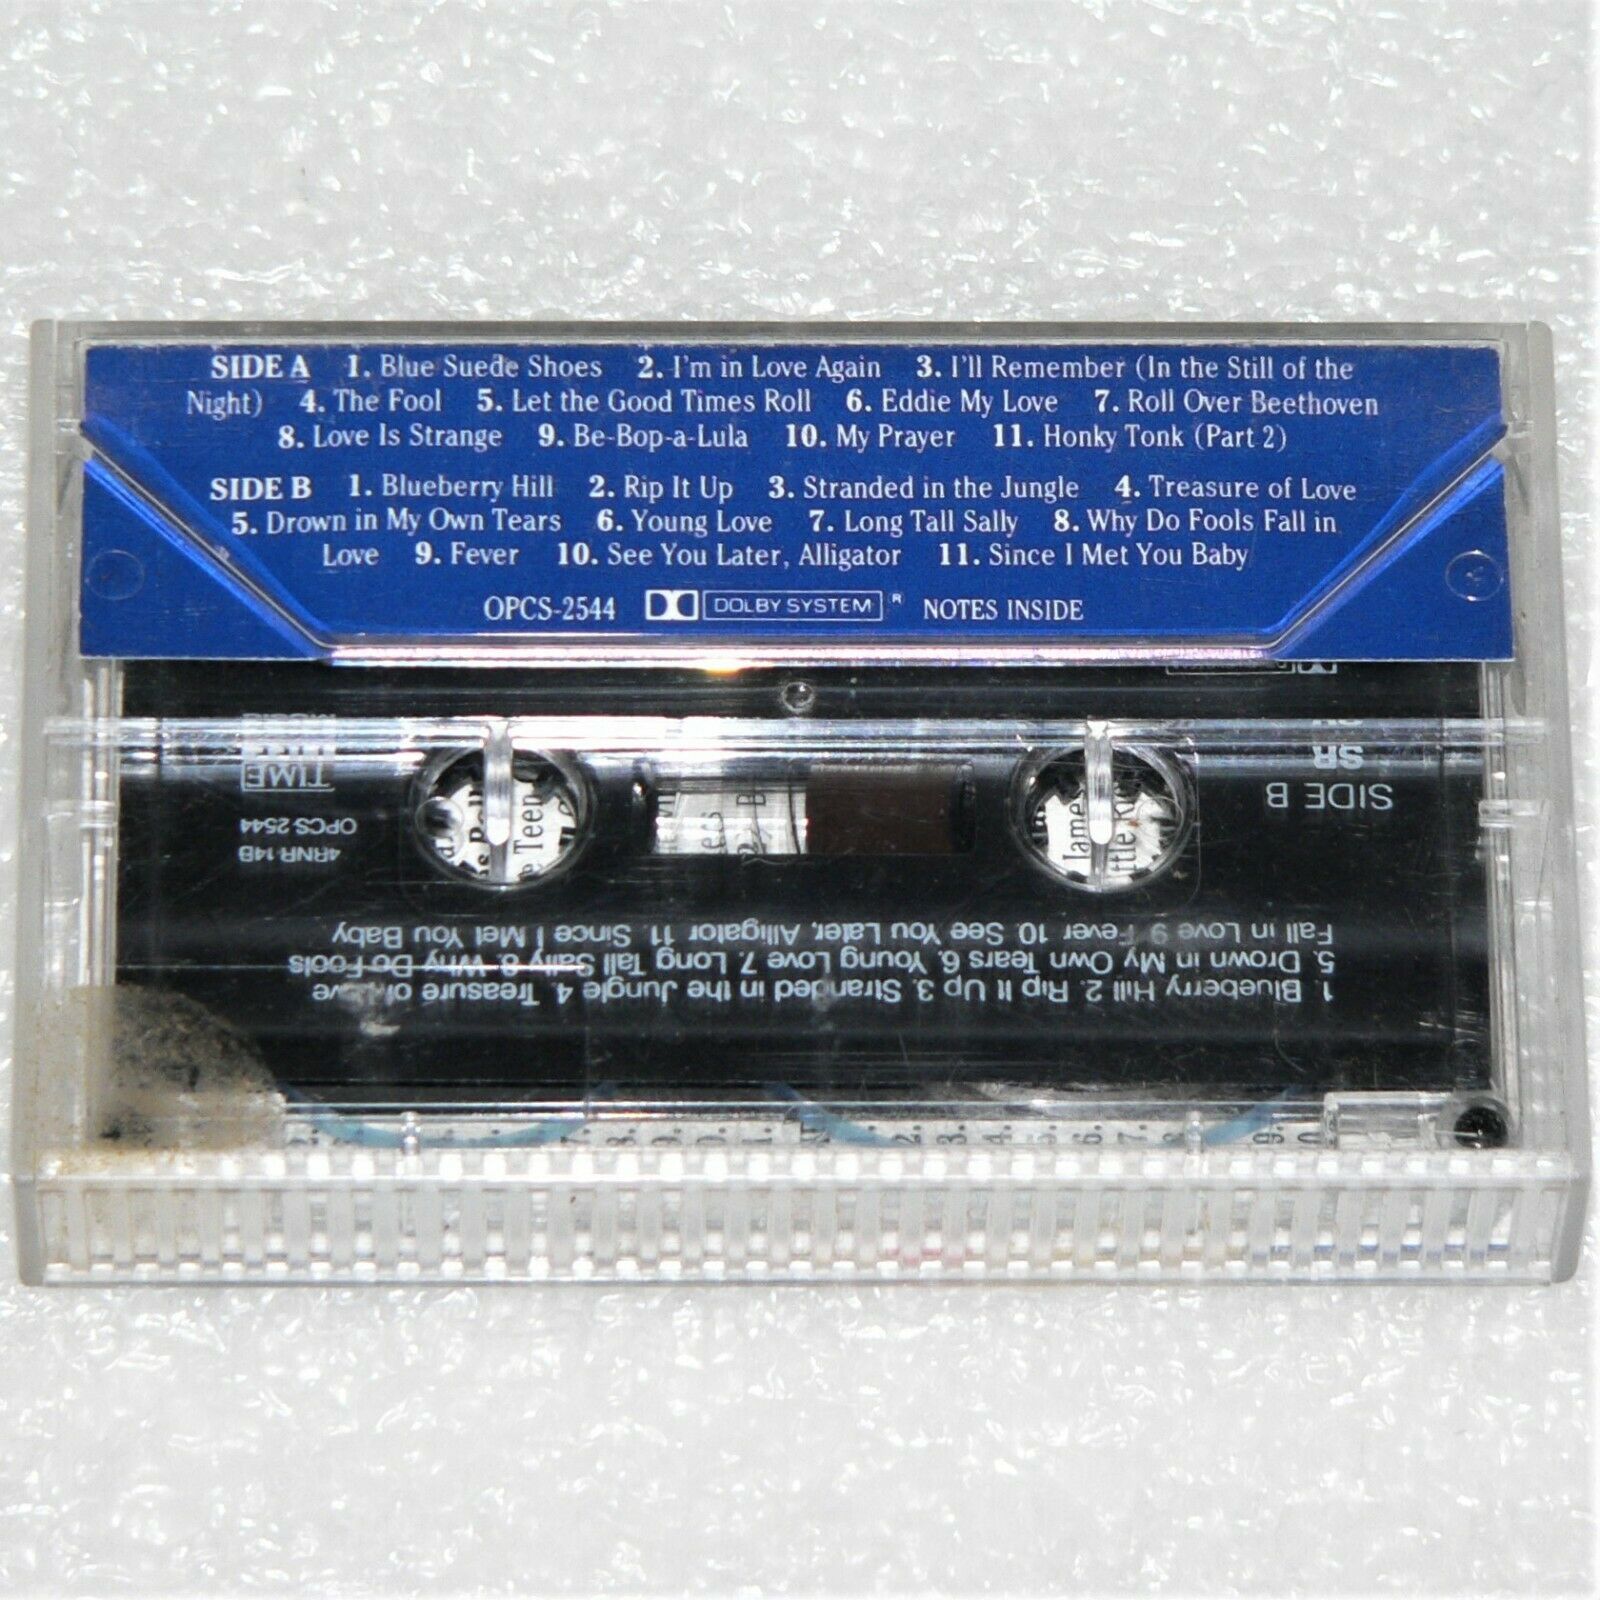 SIDE A 1. Blue Suede Shoes 2. I'm in Love Again 3. I'll Remember (In the Still of the
Night) 4. The Fool 5. Let the Good Times Roll 6. Eddie My Love 7. Roll Over Beethoven
8. Love Is Strange 9. Be-Bop-a-Lula 10. My Prayer 11. Honky Tonk (Part 2)
SIDE B 1. Blueberry Hill 2. Rip It Up 3. Stranded in the Jungle 4. Treasure of Love
5. Drown in My Own Tears 6. Young Love 7. Long Tall Sally 8. Why Do Fools Fall in
Love 9. Fever 10. See You Later, Alligator 11. Since I Met You Baby
OPCS-2544 DOLBY SYSTEM ® NOTES INSIDE
1. Blueberry Hill 2. Rip It Up 3. Stranded in the Jungle 4. Treasure of Love
5. Drown in My Own Tears 6. Young Love 7. Long Tall Sally 8. Why Do Fools
Fall in Love 9. Fever 10. See You Later, Alligator 11. Since I Met You Baby
4RNR-14B
OPCS 2544
SIDE B
SR
TIME
LIFE
James
Teen